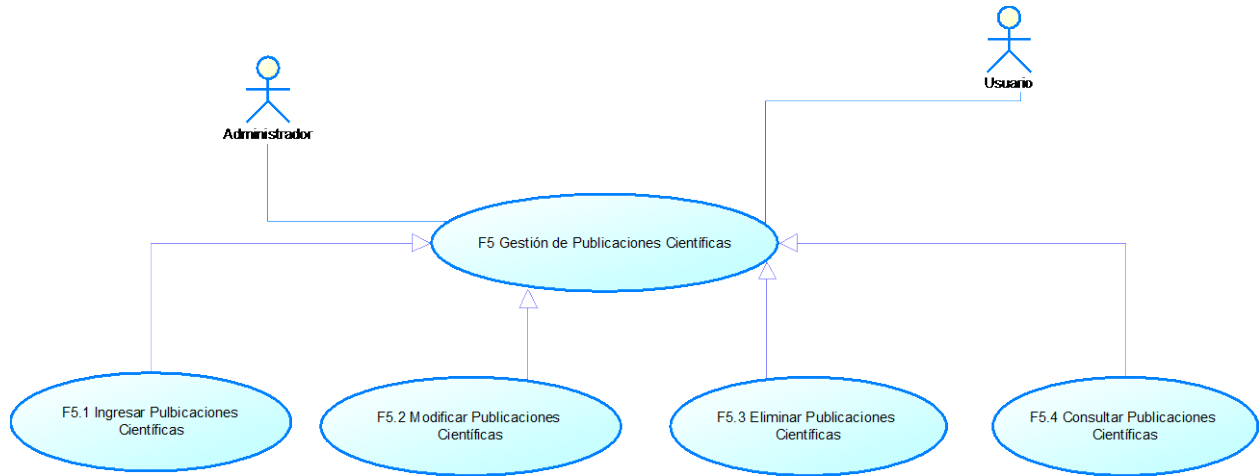 Usuario
Administrador
F5 Gestión de Publicaciones Científicas
F5.1 Ingresar Pulbicaciones
Científicas
F5.2 Modificar Publicaciones
Científicas
F5.3 Eliminar Publicaciones
Científicas
F5.4 Consultar Publicaciones
Científicas